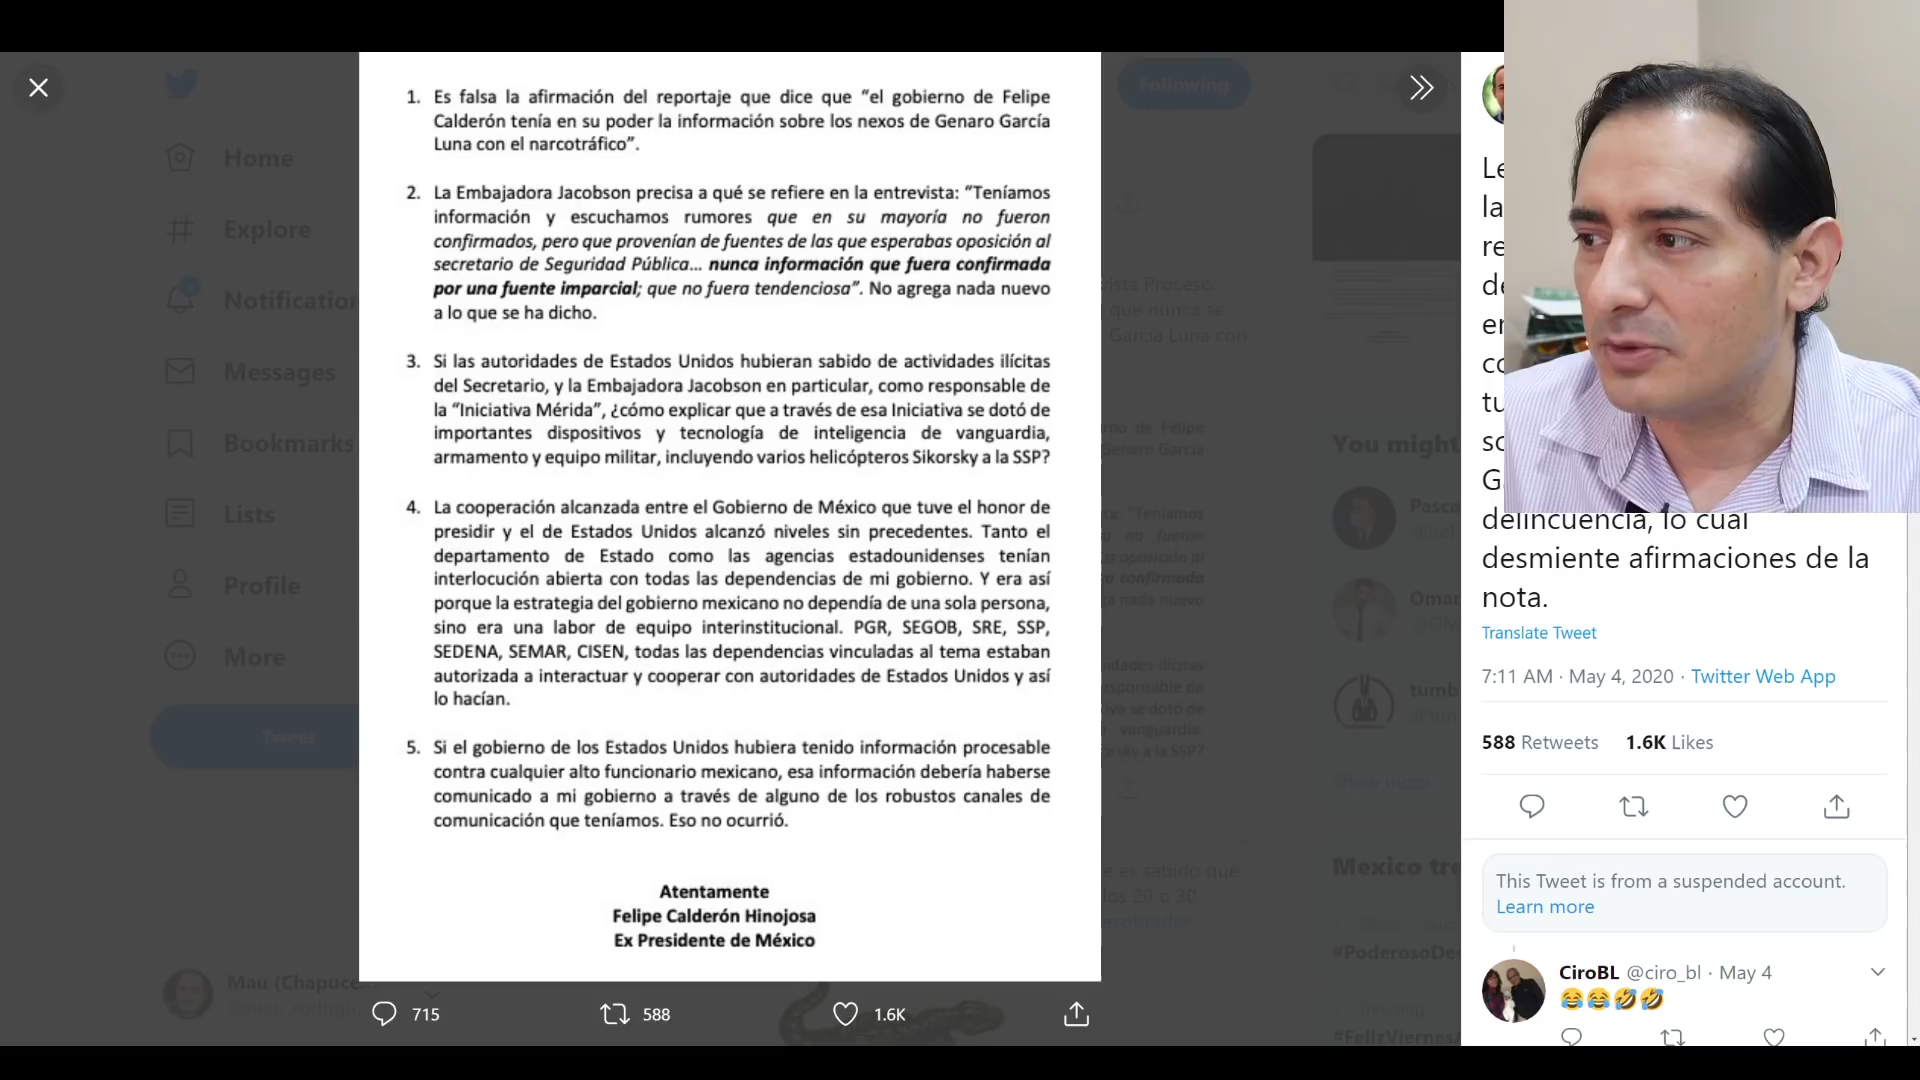 Home
Explore
Notification
Messages
Bookmarks
Lists
Profile
More
Tweet
Mau (Chapuce...
1. Es falsa la afirmación del reportaje que dice que “el gobierno de Felipe
Calderón tenía en su poder la información sobre los nexos de Genaro García
Luna con el narcotráfico”.
2. La Embajadora Jacobson precisa a qué se refiere en la entrevista: “Teníamos
información y escuchamos rumores que en su mayoría no fueron
confirmados, pero que provenían de fuentes de las que esperabas oposición al
secretario de Seguridad Pública... nunca información que fuera confirmada
por una fuente imparcial; que no fuera tendenciosa”. No agrega nada nuevo
a lo que se ha dicho.
3. Si las autoridades de Estados Unidos hubieran sabido de actividades ilícitas
del Secretario, y la Embajadora Jacobson en particular, como responsable de
la “Iniciativa Mérida”, ¿cómo explicar que a través de esa Iniciativa se dotó de
importantes dispositivos y tecnología de inteligencia de vanguardia,
armamento y equipo militar, incluyendo varios helicópteros Sikorsky a la SSP?
4. La cooperación alcanzada entre el Gobierno de México que tuve el honor de
presidir y el de Estados Unidos alcanzó niveles sin precedentes. Tanto el
departamento de Estado como las agencias estadounidenses tenían
interlocución abierta con todas las dependencias de mi gobierno. Y era así
porque la estrategia del gobierno mexicano no dependía de una sola persona,
sino era una labor de equipo interinstitucional. PGR, SEGOB, SRE, SSP,
SEDENA, SEMAR, CISEN, todas las dependencias vinculadas al tema estaban
autorizada a interactuar y cooperar con autoridades de Estados Unidos y así
lo hacían.
5. Si el gobierno de los Estados Unidos hubiera tenido información procesable
contra cualquier alto funcionario mexicano, esa información debería haberse
comunicado a mi gobierno a través de alguno de los robustos canales de
comunicación que teníamos. Eso no ocurrió.
Atentamente
Felipe Calderón Hinojosa
Ex Presidente de México
715 588 1.6K
Following
You might
Show more
Mexico tre
#PoderosoDe
#FelizViernes
delincuencia, lo cual
desmiente afirmaciones de la
nota.
Translate Tweet
7:11 AM · May 4, 2020 · Twitter Web App
588 Retweets 1.6K Likes
This Tweet is from a suspended account.
Learn more
CiroBL @ciro_bl · May 4
😂😂🤣🤣